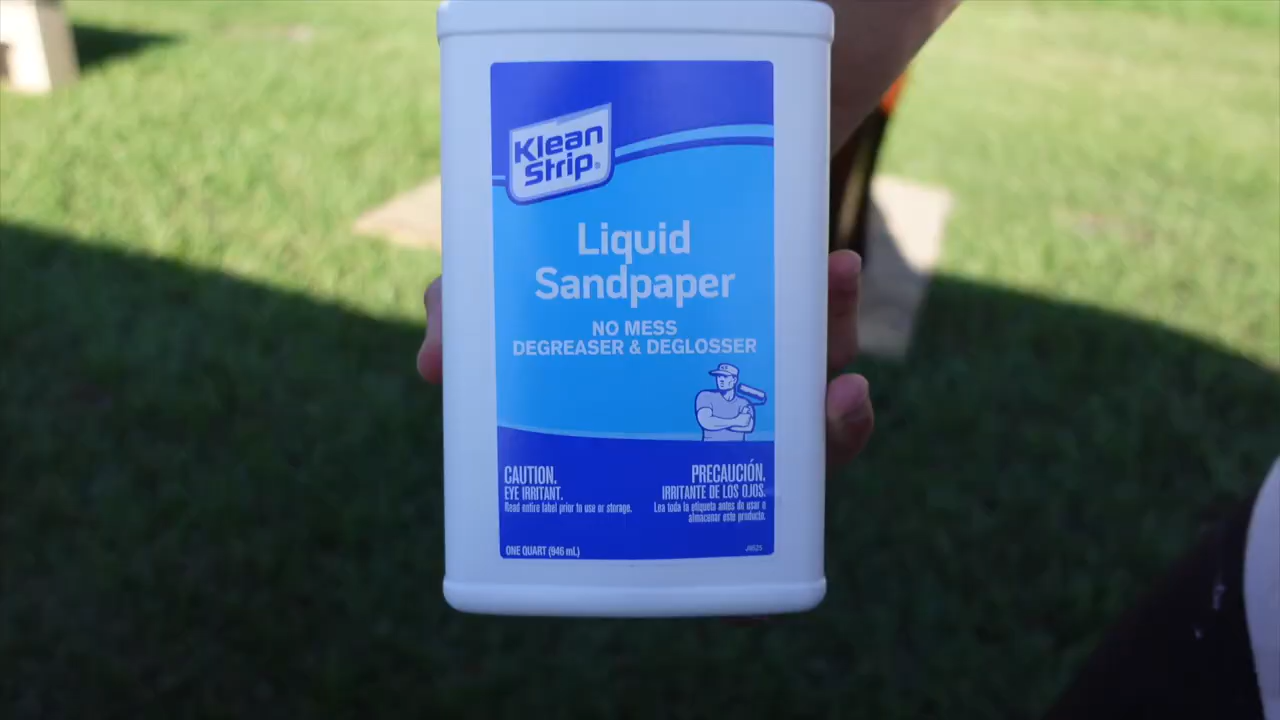 Klean
Strip®
Liquid
Sandpaper
NO MESS
DEGREASER & DEGLOSSER
CAUTION.
EYE IRRITANT.
Read entire label prior to use or storage.
PRECAUCIÓN.
IRRITANTE DE LOS OJOS.
Lea toda la etiqueta antes de usar o
almacenar este producto.
ONE QUART (946 mL)